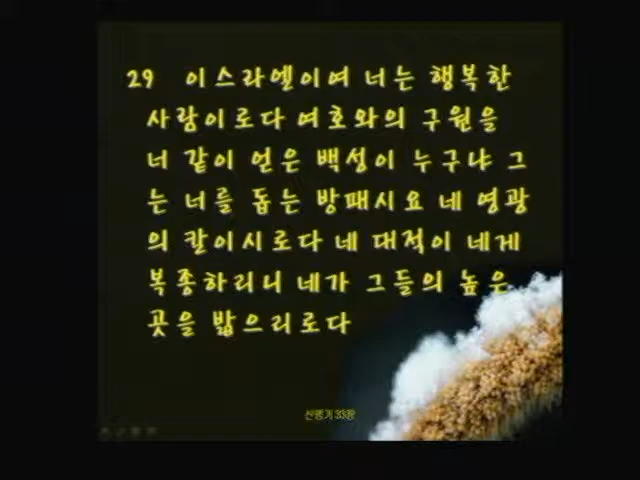 29 이스라엘이여 너는 행복한
사람이로다 여호와의 구원을
너 같이 얻은 백성이 누구냐 그
는 너를 돕는 방패시요 네 영광
의 칼이시로다 네 대적이 네게
복종하리니 네가 그들의 높은
곳을 밟으리로다
신명기 33장